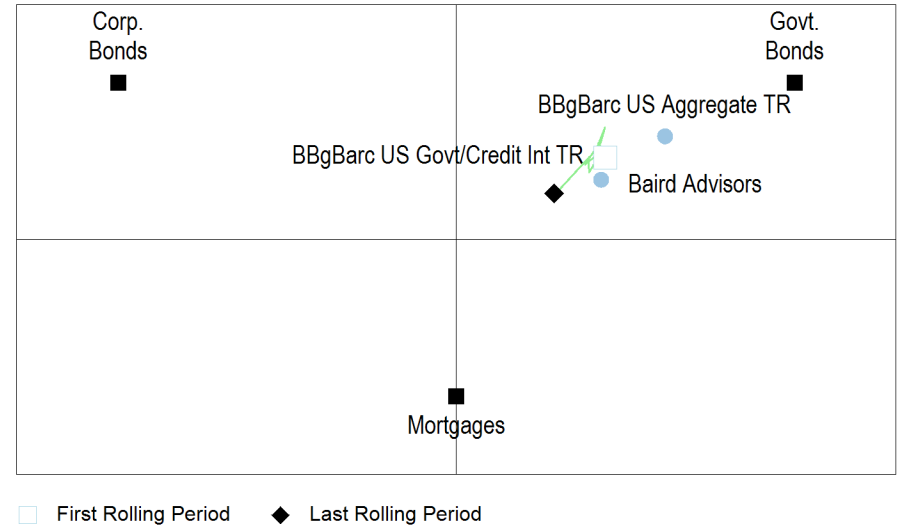 Corp.
Bonds
Govt.
Bonds
BBgBarc US Aggregate TR
BBgBarc US Govt/Credit Int TR
Baird Advisors
Mortgages
First Rolling Period
Last Rolling Period